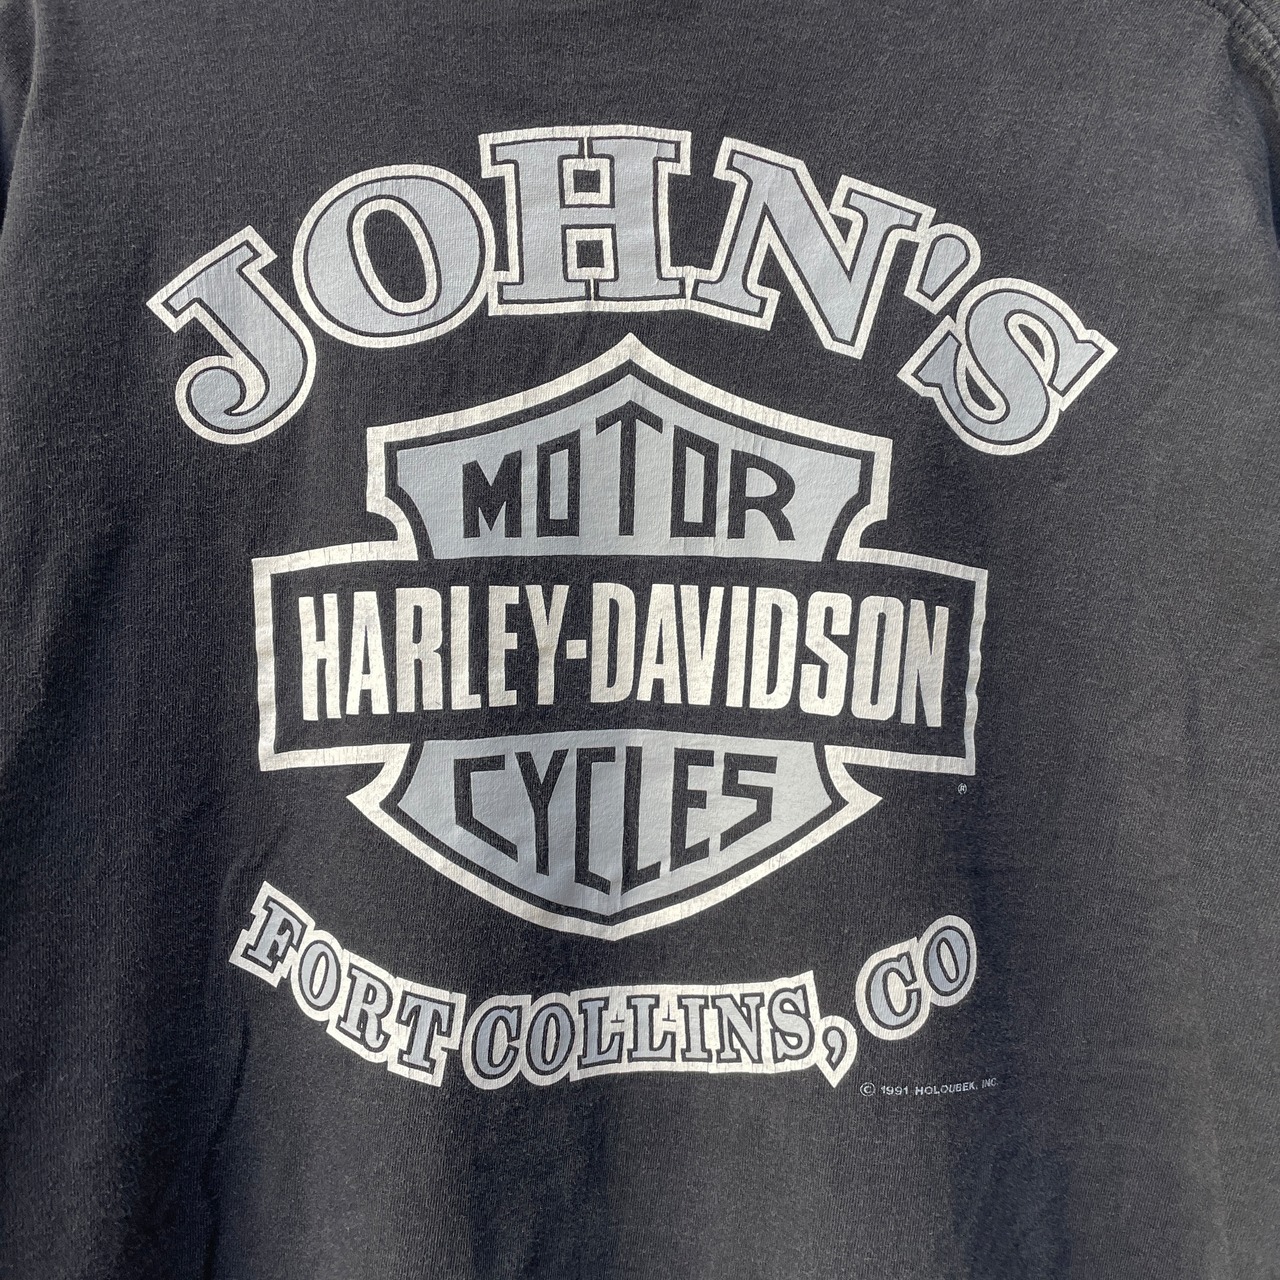 JOHN'S
MOTOR
HARLEY-DAVIDSON
CYCLES
®
FORT COLLINS, CO
© 1991 HOLOUBEK, INC.